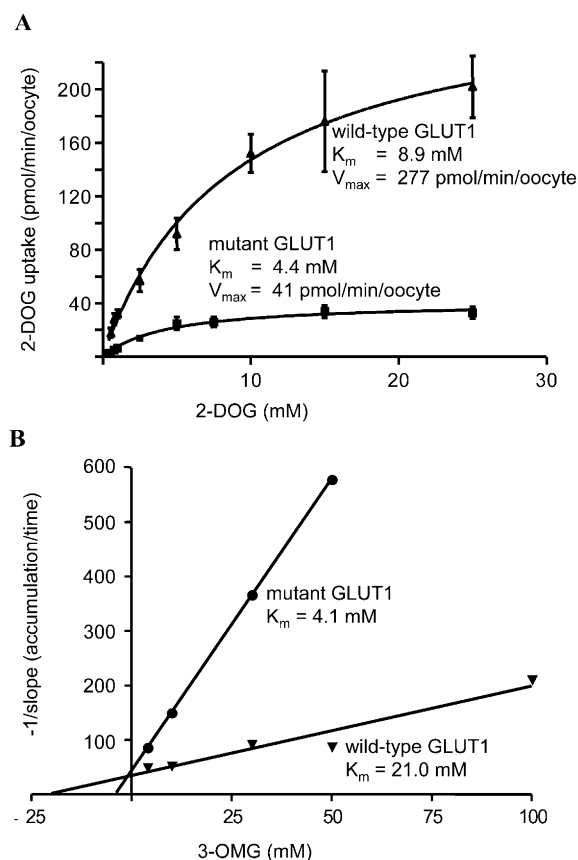 A
2-DOG uptake (pmol/min/oocyte)
200
160
120
80
40
wild-type GLUT1
Km = 8.9 mM
Vmax = 277 pmol/min/oocyte
mutant GLUT1
Km = 4.4 mM
Vmax = 41 pmol/min/oocyte
10 20 30
2-DOG (mM)
B
-1/slope (accumulation/time)
600
500
400
300
200
100
mutant GLUT1
Km = 4.1 mM
wild-type GLUT1
Km = 21.0 mM
- 25 25 50 75 100
3-OMG (mM)